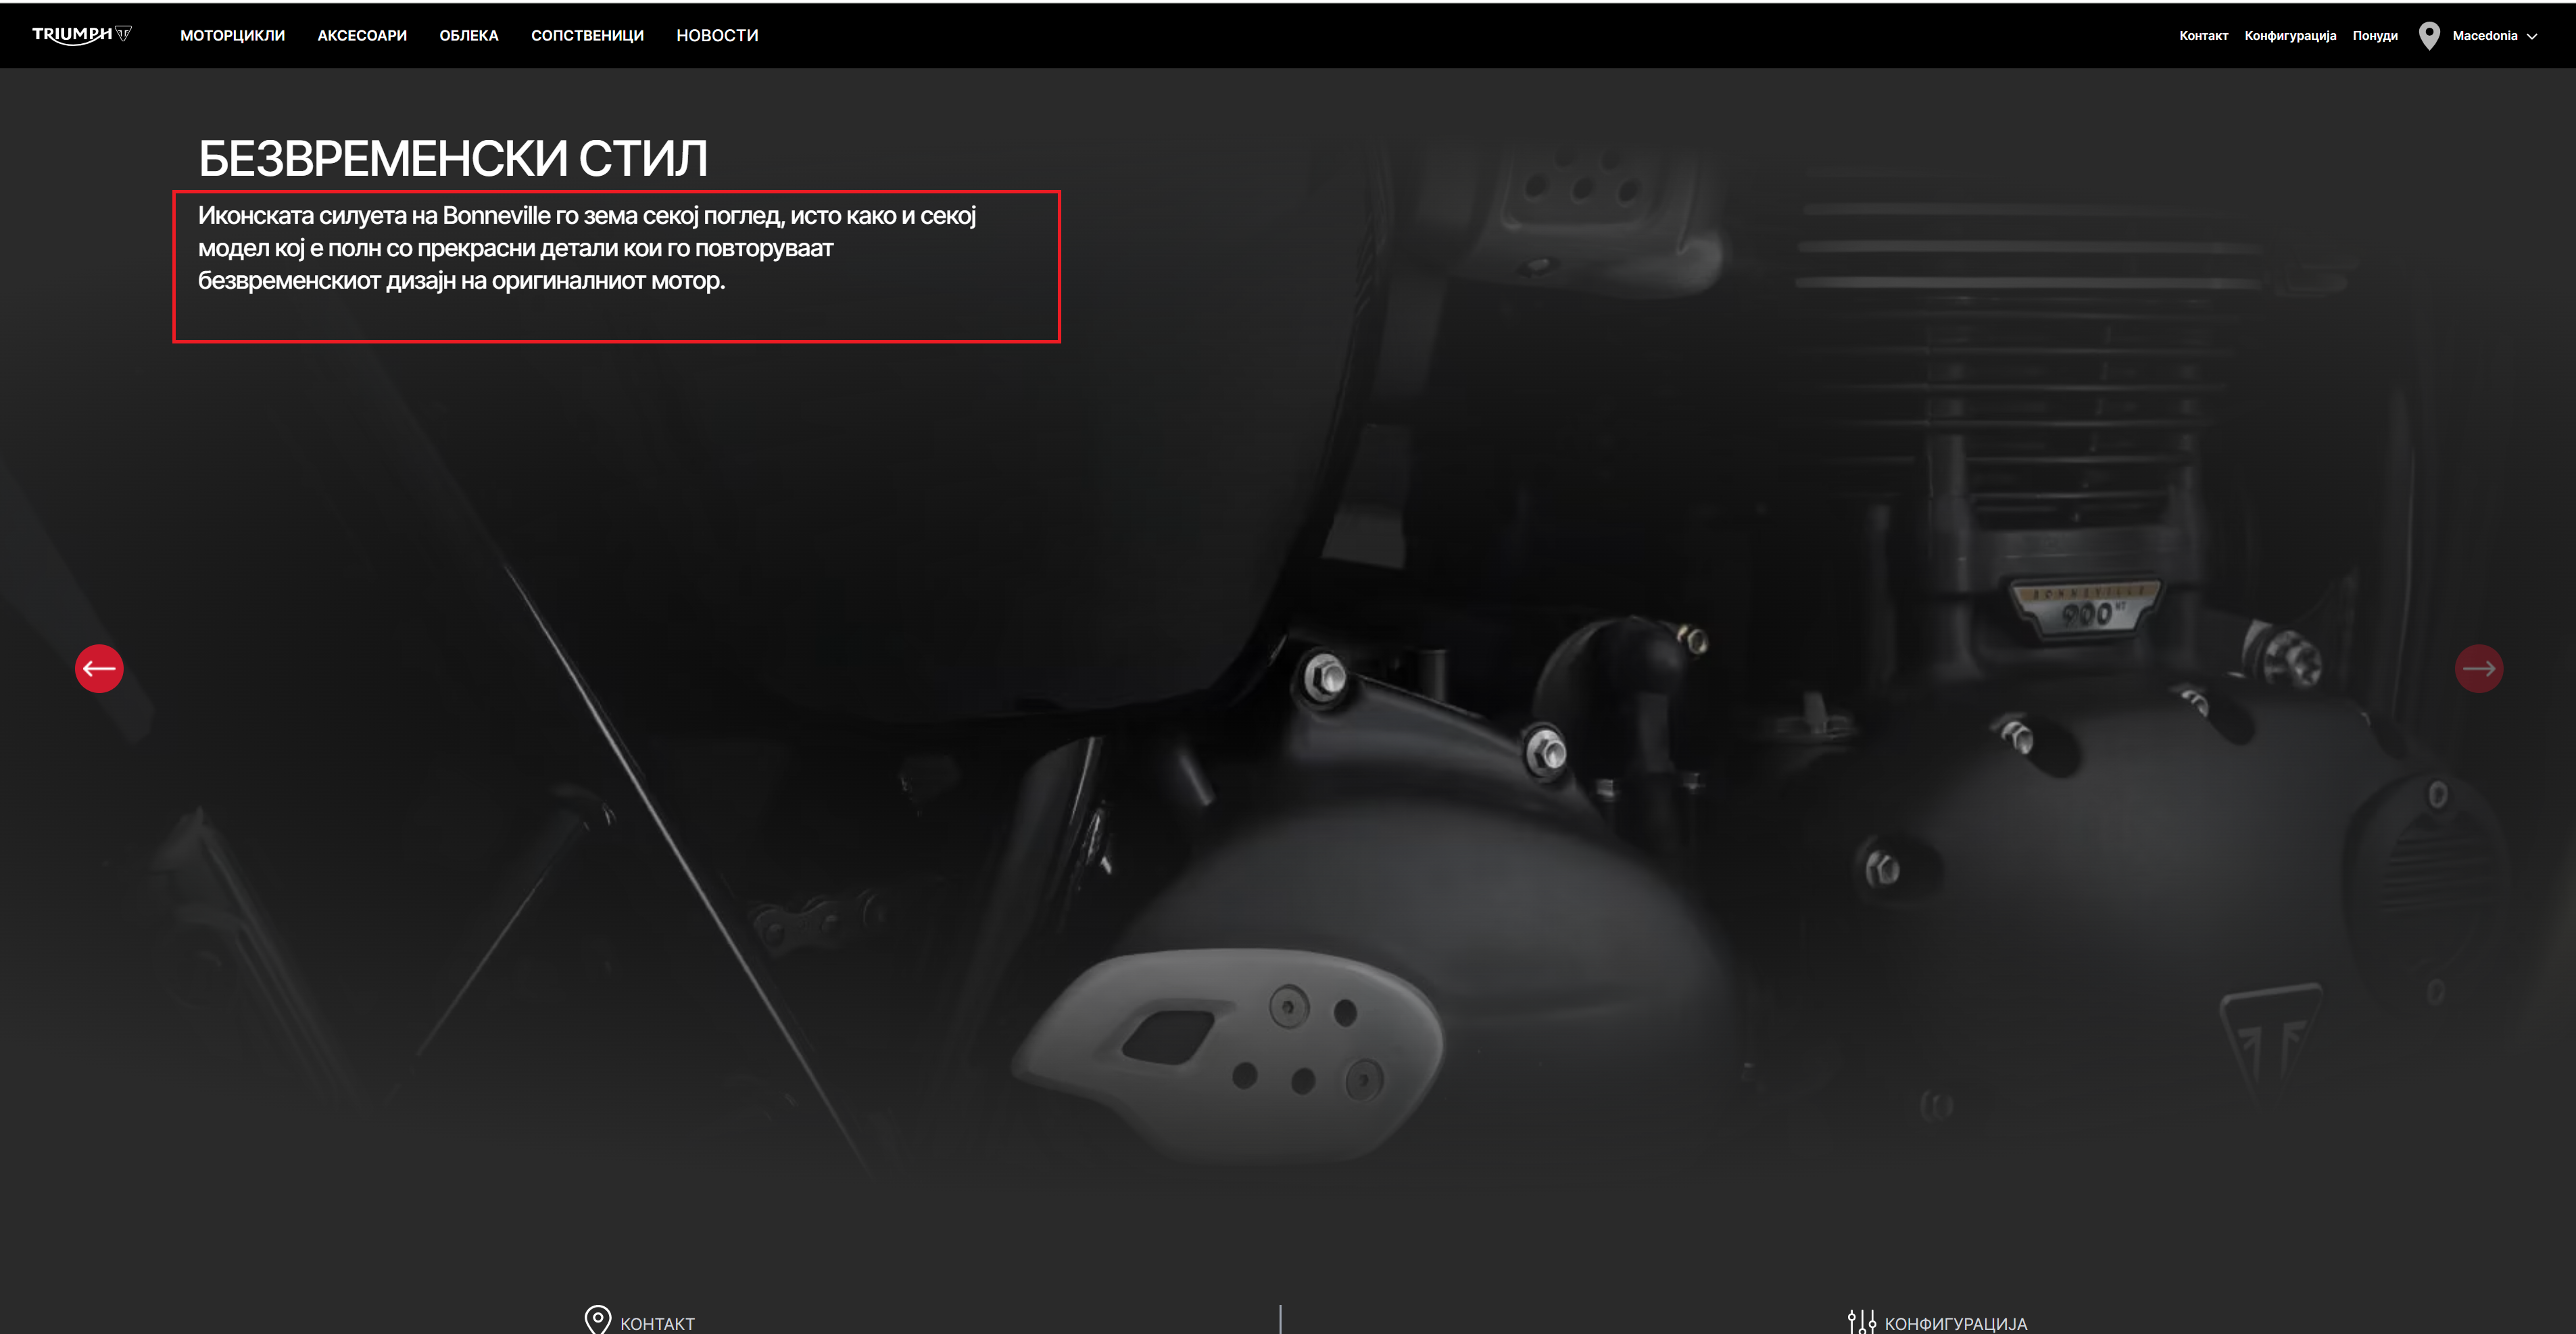 TRIUMPH
МОТОРЦИКЛИ АКСЕСОАРИ ОБЛЕКА СОПСТВЕНИЦИ НОВОСТИ
Контакт Конфигурација Понуди Macedonia
БЕЗВРЕМЕНСКИ СТИЛ
Иконската силуета на Bonneville го зема секој поглед, исто како и секој
модел кој е полн со прекрасни детали кои го повторуваат
безвременскиот дизајн на оригиналниот мотор.
BONNEVILLE
900 HT
КОНТАКТ
КОНФИГУРАЦИЈА